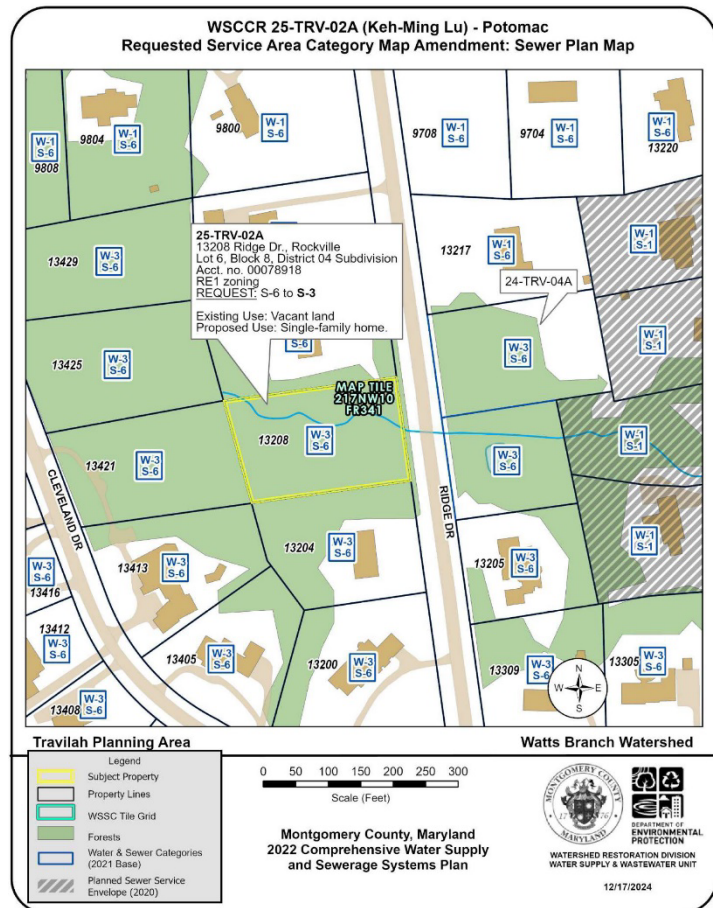 WSCCR 25-TRV-02A (Keh-Ming Lu) - Potomac
Requested Service Area Category Map Amendment: Sewer Plan Map
9808
W-1
S-6
9804
W-1
S-6
9800
W-1
S-6
9708
W-1
S-6
9704
W-1
S-6
W-1
S-6
13220
25-TRV-02A
13208 Ridge Dr., Rockville
Lot 6, Block 8, District 04 Subdivision
Acct. no. 00078918
RE1 zoning
REQUEST: S-6 to S-3
Existing Use: Vacant land
Proposed Use: Single-family home.
13429
W-3
S-6
13217
W-1
S-6
W-1
S-1
24-TRV-04A
13425
W-3
S-6
S-6
W-3
S-6
W-1
S-1
MAP TILE
217NW10
FR341
13421
W-3
S-6
13208
W-3
S-6
W-3
S-6
W-1
S-1
CLEVELAND DR
RIDGE DR
13204
W-3
S-6
13205
W-3
S-6
W-1
S-1
W-3
S-6
13416
13413
W-3
S-6
13412
W-3
S-6
13405
W-3
S-6
13200
W-3
S-6
13309
W-3
S-6
13305
W-3
S-6
13408
W-3
S-6
N
W
E
S
Travilah Planning Area
Watts Branch Watershed
Legend
Subject Property
Property Lines
WSSC Tile Grid
Forests
Water & Sewer Categories
(2021 Base)
Planned Sewer Service
Envelope (2020)
0 50 100 150 200 250 300
Scale (Feet)
Montgomery County, Maryland
2022 Comprehensive Water Supply
and Sewerage Systems Plan
MONTGOMERY COUNTY
17 76
MARYLAND
DEPARTMENT OF
ENVIRONMENTAL
PROTECTION
WATERSHED RESTORATION DIVISION
WATER SUPPLY & WASTEWATER UNIT
12/17/2024